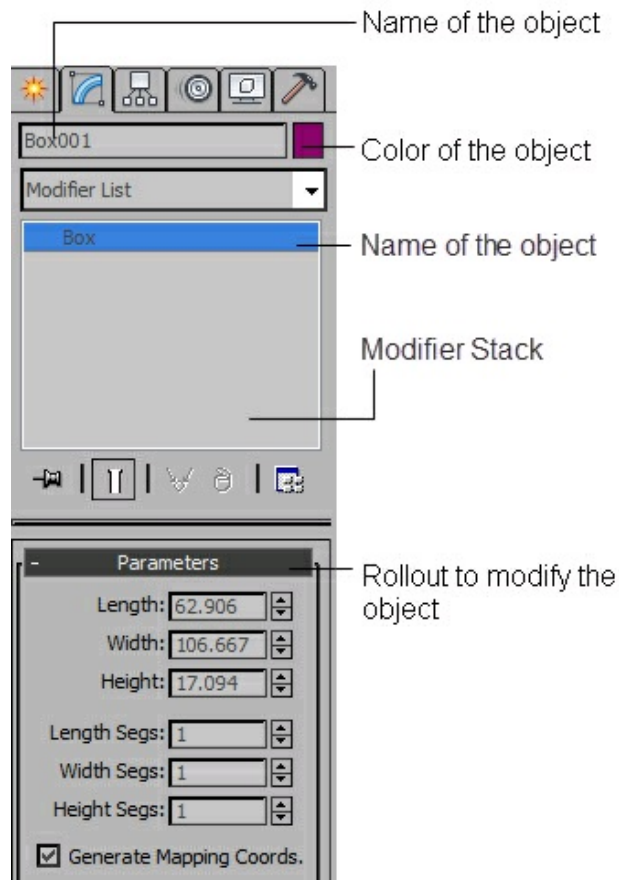 Name of the object
Box001
Color of the object
Modifier List
Box
Name of the object
Modifier Stack
- Parameters
Rollout to modify the
object
Length: 62.906
Width: 106.667
Height: 17.094
Length Segs: 1
Width Segs: 1
Height Segs: 1
Generate Mapping Coords.